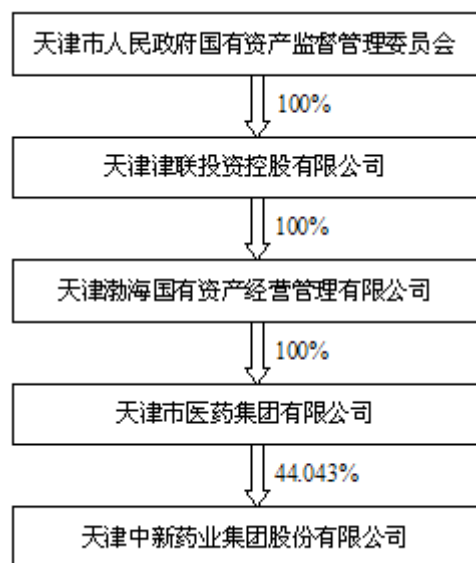 天津市人民政府国有资产监督管理委员会
100%
天津津联投资控股有限公司
100%
天津渤海国有资产经营管理有限公司
100%
天津市医药集团有限公司
44.043%
天津中新药业集团股份有限公司